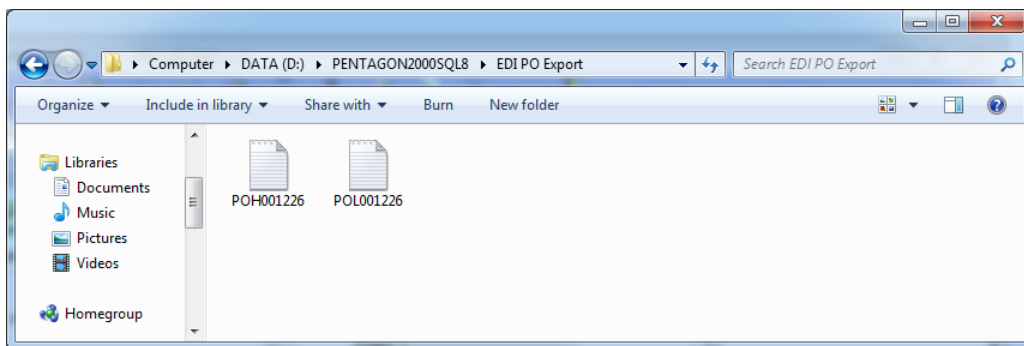 Computer DATA (D:) PENTAGON2000SQL8 EDI PO Export Search EDI PO Export
Organize Include in library Share with Burn New folder
Libraries
Documents
Music
Pictures
Videos
Homegroup
POH001226 POL001226